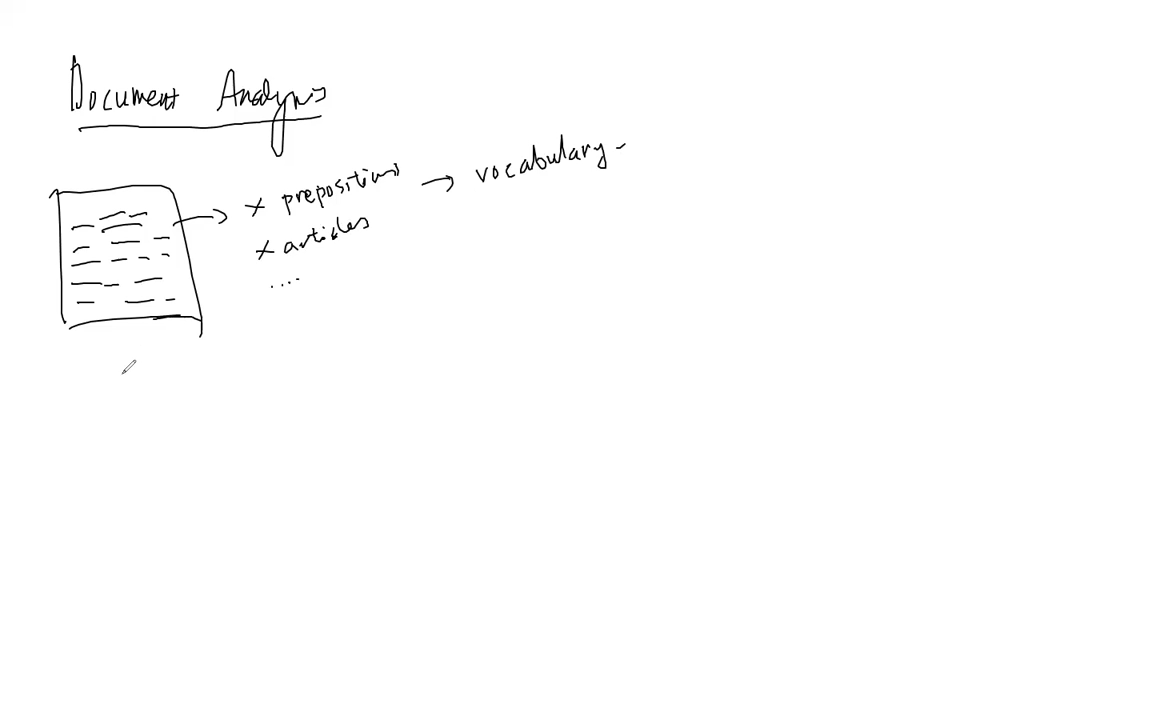 Document Analysis
x prepositions → vocabulary -
x articles
....